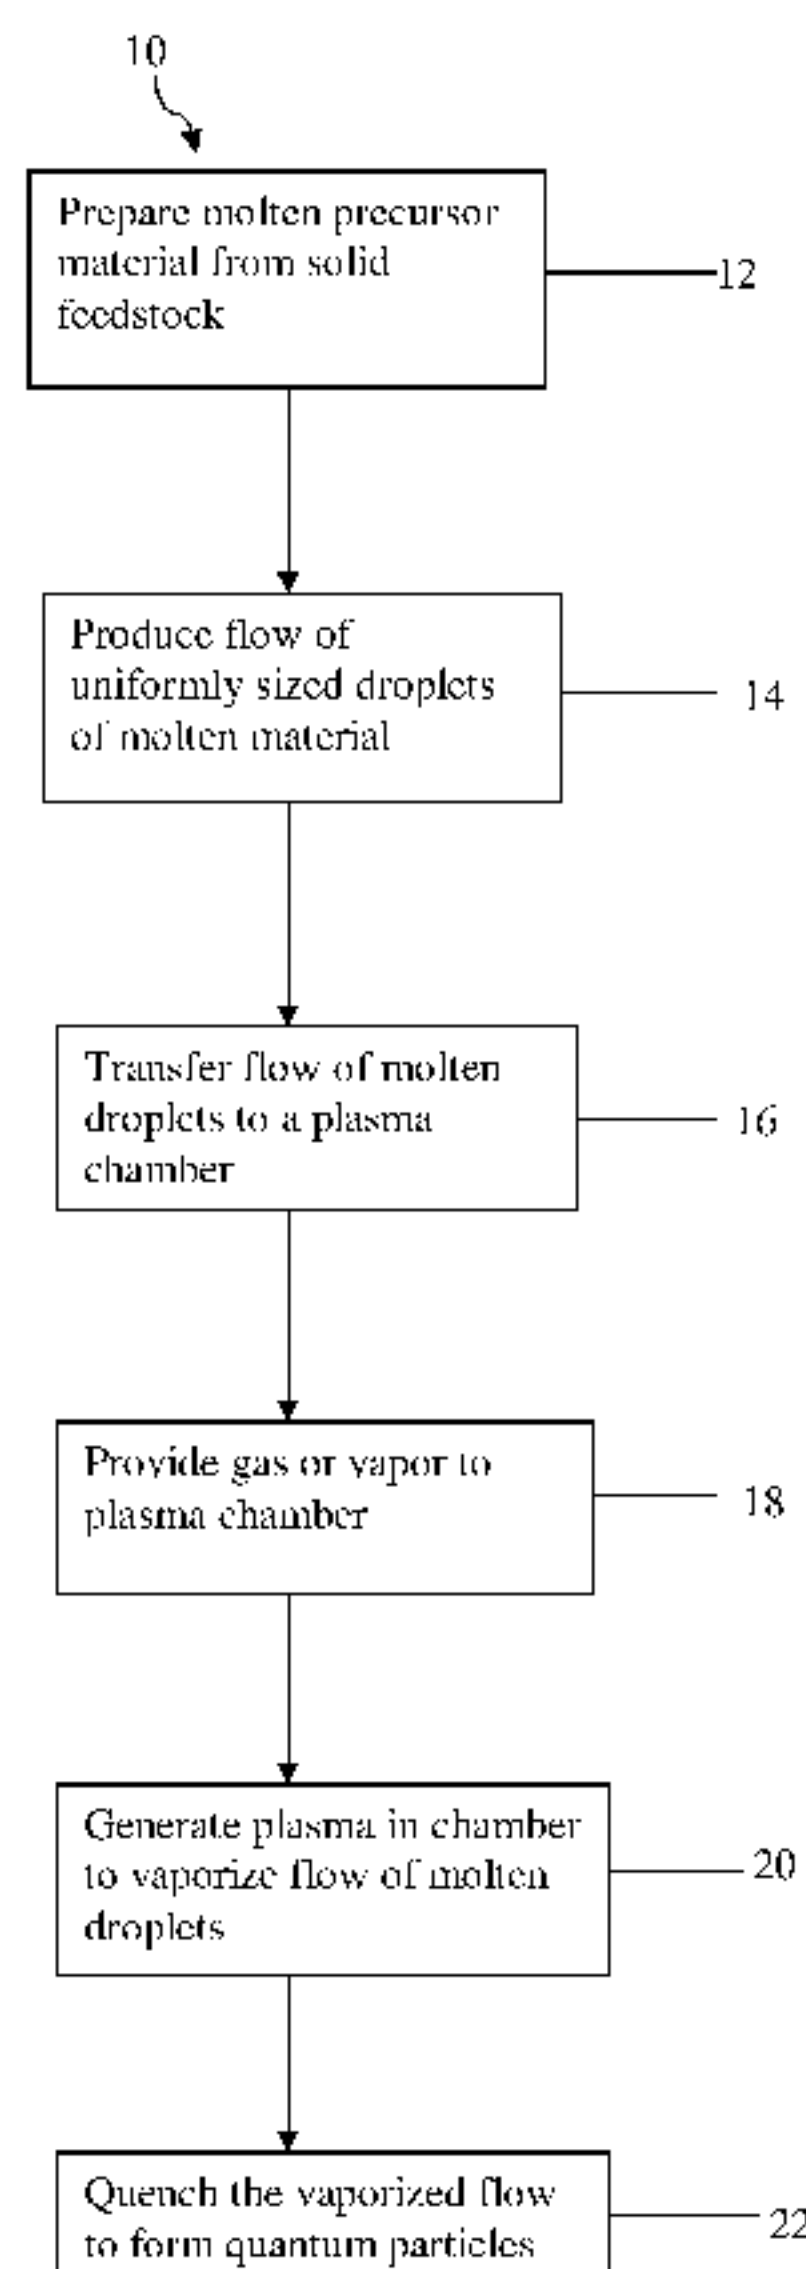 10
Prepare molten precursor
material from solid
feedstock
12
Produce flow of
uniformly sized droplets
of molten material
14
Transfer flow of molten
droplets to a plasma
chamber
16
Provide gas or vapor to
plasma chamber
18
Generate plasma in chamber
to vaporize flow of molten
droplets
20
Quench the vaporized flow
to form quantum particles
22